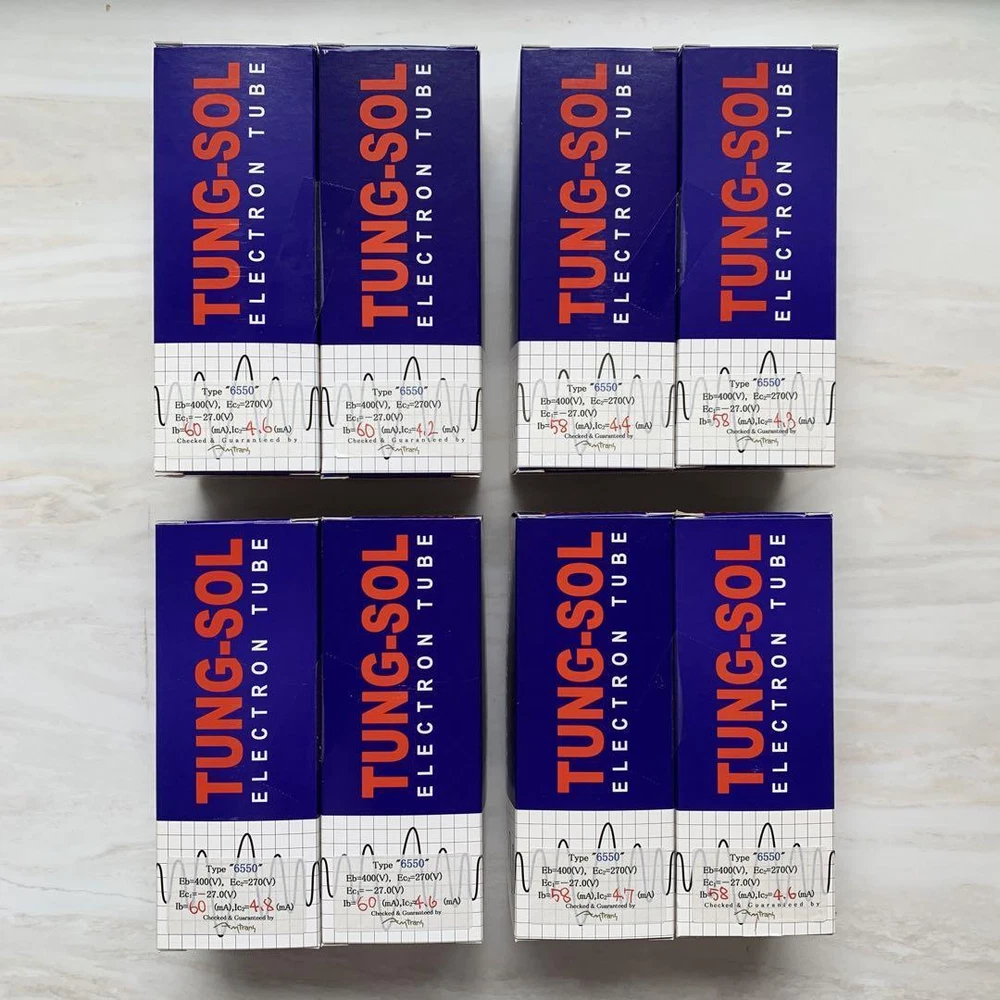 TUNG-SOL
ELECTRON TUBE
Type "6550"
Eb=400(V), Ec₂=270(V)
Ec₁=-27.0(V)
Ib=60 (mA),Ic₂=4.6 (mA)
Checked & Guaranteed by
AmTrans
TUNG-SOL
ELECTRON TUBE
Type "6550"
Eb=400(V), Ec₂=270(V)
Ec₁=-27.0(V)
Ib=60 (mA),Ic₂=4.2 (mA)
Checked & Guaranteed by
AmTrans
TUNG-SOL
ELECTRON TUBE
Type "6550"
Eb=400(V), Ec₂=270(V)
Ec₁=-27.0(V)
Ib=58 (mA),Ic₂=4.4 (mA)
Checked & Guaranteed by
AmTrans
TUNG-SOL
ELECTRON TUBE
Type "6550"
Eb=400(V), Ec₂=270(V)
Ec₁=-27.0(V)
Ib=58 (mA),Ic₂=4.3 (mA)
Checked & Guaranteed by
AmTrans
TUNG-SOL
ELECTRON TUBE
Type "6550"
Eb=400(V), Ec₂=270(V)
Ec₁=-27.0(V)
Ib=60 (mA),Ic₂=4.8 (mA)
Checked & Guaranteed by
AmTrans
TUNG-SOL
ELECTRON TUBE
Type "6550"
Eb=400(V), Ec₂=270(V)
Ec₁=-27.0(V)
Ib=60 (mA),Ic₂=4.6 (mA)
Checked & Guaranteed by
AmTrans
TUNG-SOL
ELECTRON TUBE
Type "6550"
Eb=400(V), Ec₂=270(V)
Ec₁=-27.0(V)
Ib=58 (mA),Ic₂=4.7 (mA)
Checked & Guaranteed by
AmTrans
TUNG-SOL
ELECTRON TUBE
Type "6550"
Eb=400(V), Ec₂=270(V)
Ec₁=-27.0(V)
Ib=58 (mA),Ic₂=4.6 (mA)
Checked & Guaranteed by
AmTrans